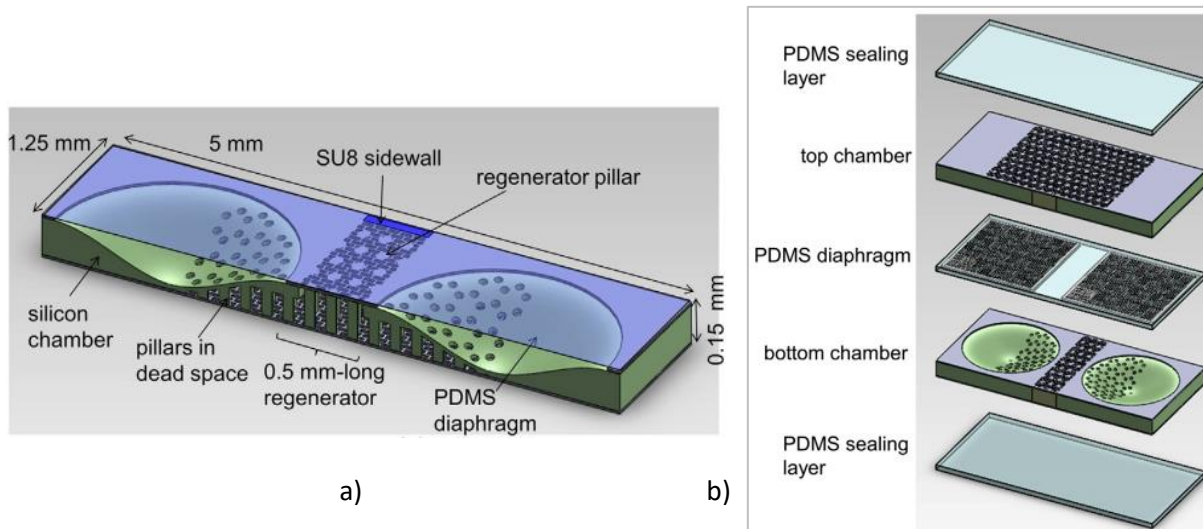 1.25 mm
5 mm
SU8 sidewall
regenerator pillar
silicon
chamber
pillars in
dead space
0.5 mm-long
regenerator
PDMS
diaphragm
0.15 mm
a)
b)
PDMS sealing
layer
top chamber
PDMS diaphragm
bottom chamber
PDMS sealing
layer